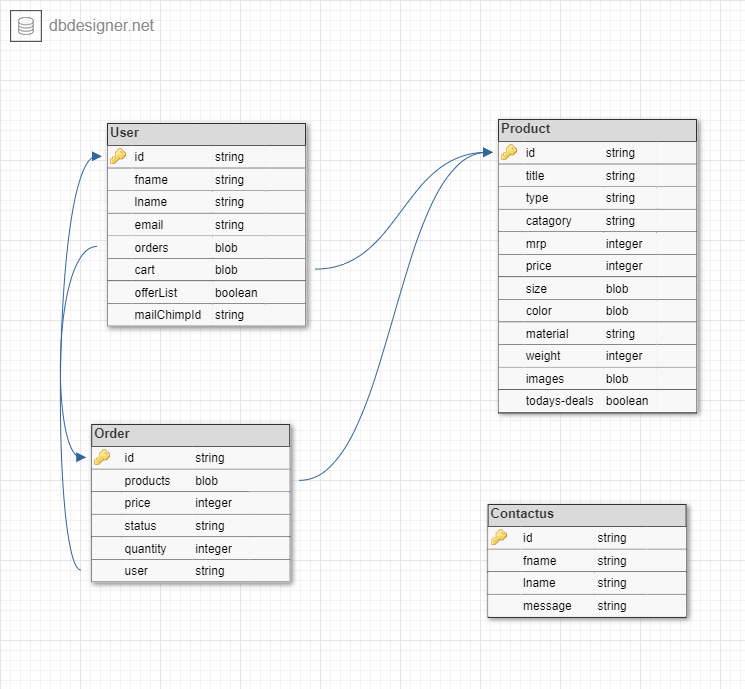 dbdesigner.net
User
id string
fname string
lname string
email string
orders blob
cart blob
offerList boolean
mailChimpId string
Product
id string
title string
type string
catagory string
mrp integer
price integer
size blob
color blob
material string
weight integer
images blob
todays-deals boolean
Order
id string
products blob
price integer
status string
quantity integer
user string
Contactus
id string
fname string
lname string
message string